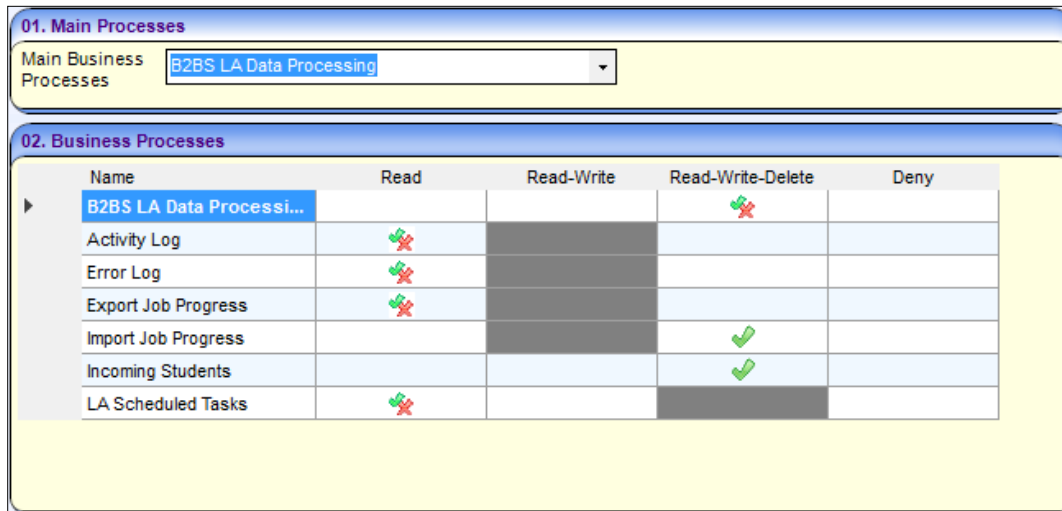 01. Main Processes
Main Business
Processes
B2BS LA Data Processing
02. Business Processes
Name Read Read-Write Read-Write-Delete Deny
B2BS LA Data Processi...
Activity Log
Error Log
Export Job Progress
Import Job Progress
Incoming Students
LA Scheduled Tasks